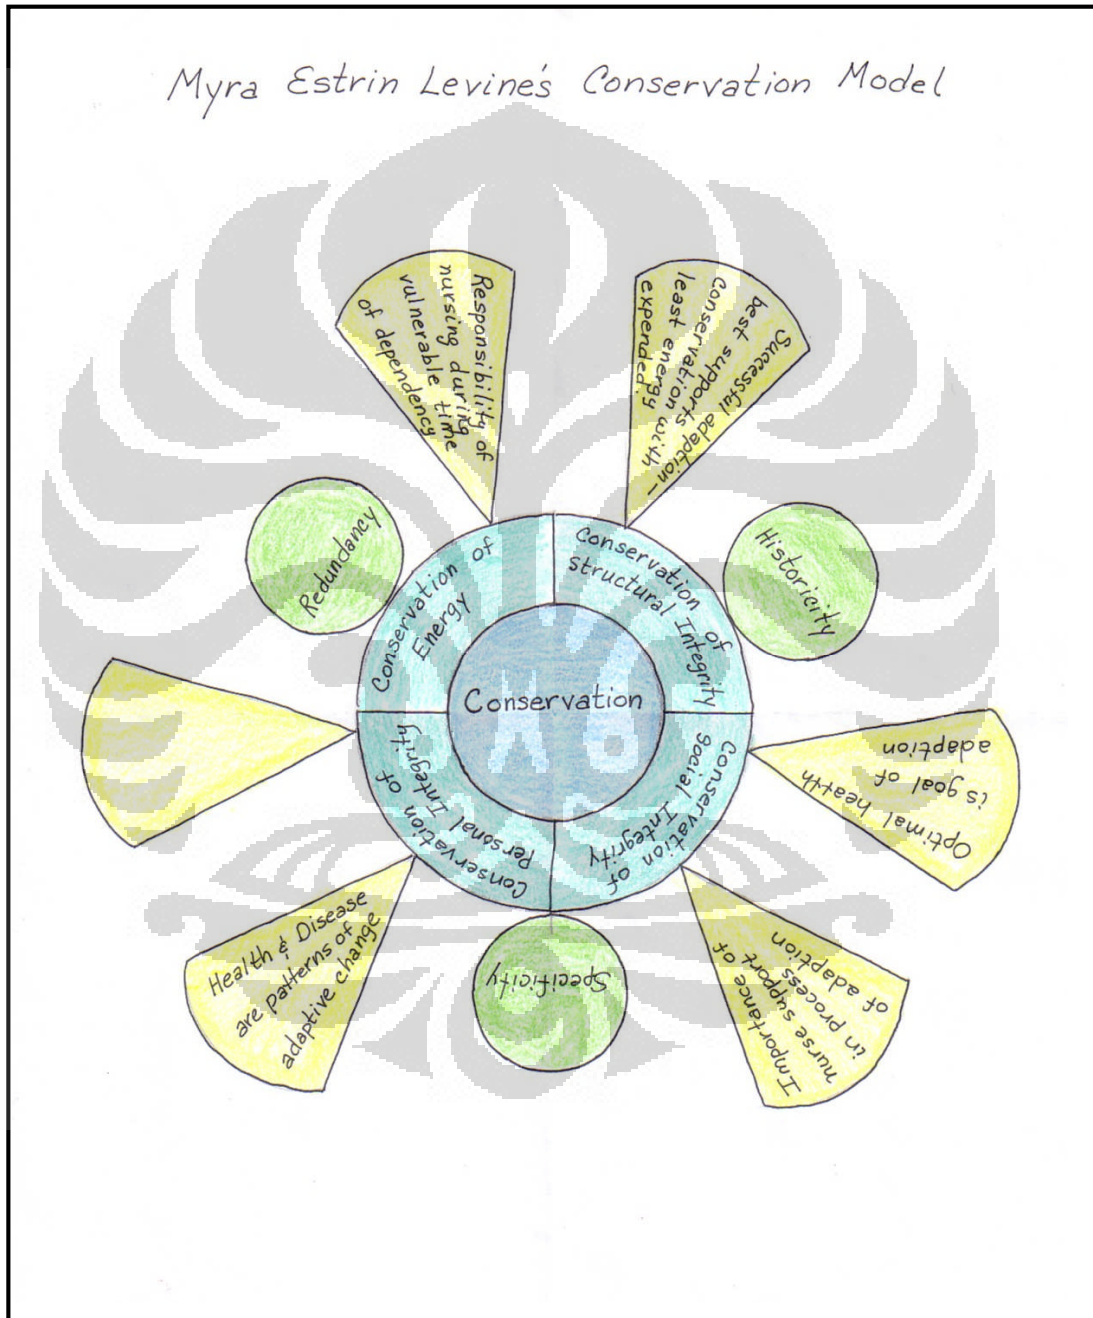 Myra Estrin Levine's Conservation Model
Responsibility of
nursing during
vulnerable time
of dependency
Successful adaption—
best supports
conservation with
least energy
expended.
Redundancy
Historicity
Conservation of
Energy
Conservation of
Structural Integrity
Conservation
Conservation of
Personal Integrity
Conservation of
Social Integrity
Optimal health
is goal of
adaption
Health & Disease
are patterns of
adaptive change
Specificity
Importance of
nurse support
in process
of adaption